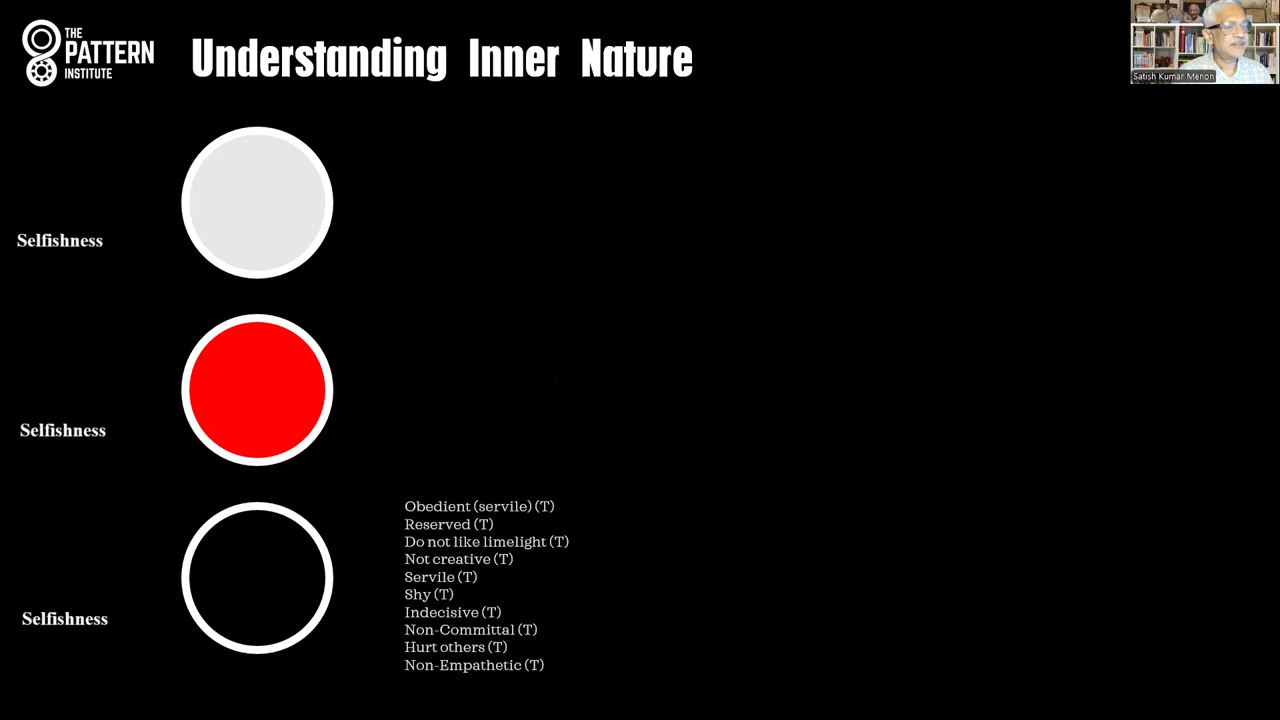 THE
PATTERN
INSTITUTE
Understanding Inner Nature
Satish Kumar Menon
Selfishness
Selfishness
Obedient (servile) (T)
Reserved (T)
Do not like limelight (T)
Not creative (T)
Servile (T)
Shy (T)
Indecisive (T)
Non-Committal (T)
Hurt others (T)
Non-Empathetic (T)
Selfishness